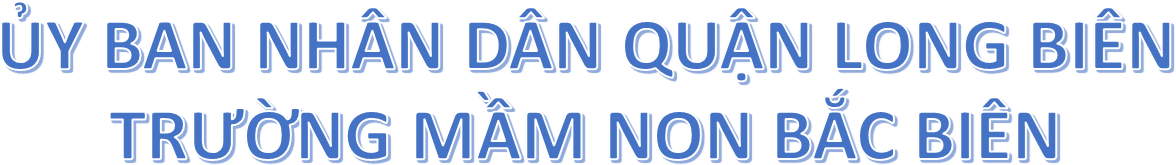 ỦY BAN NHÂN DÂN QUẬN LONG BIÊN
TRƯỜNG MẦM NON BẮC BIÊN